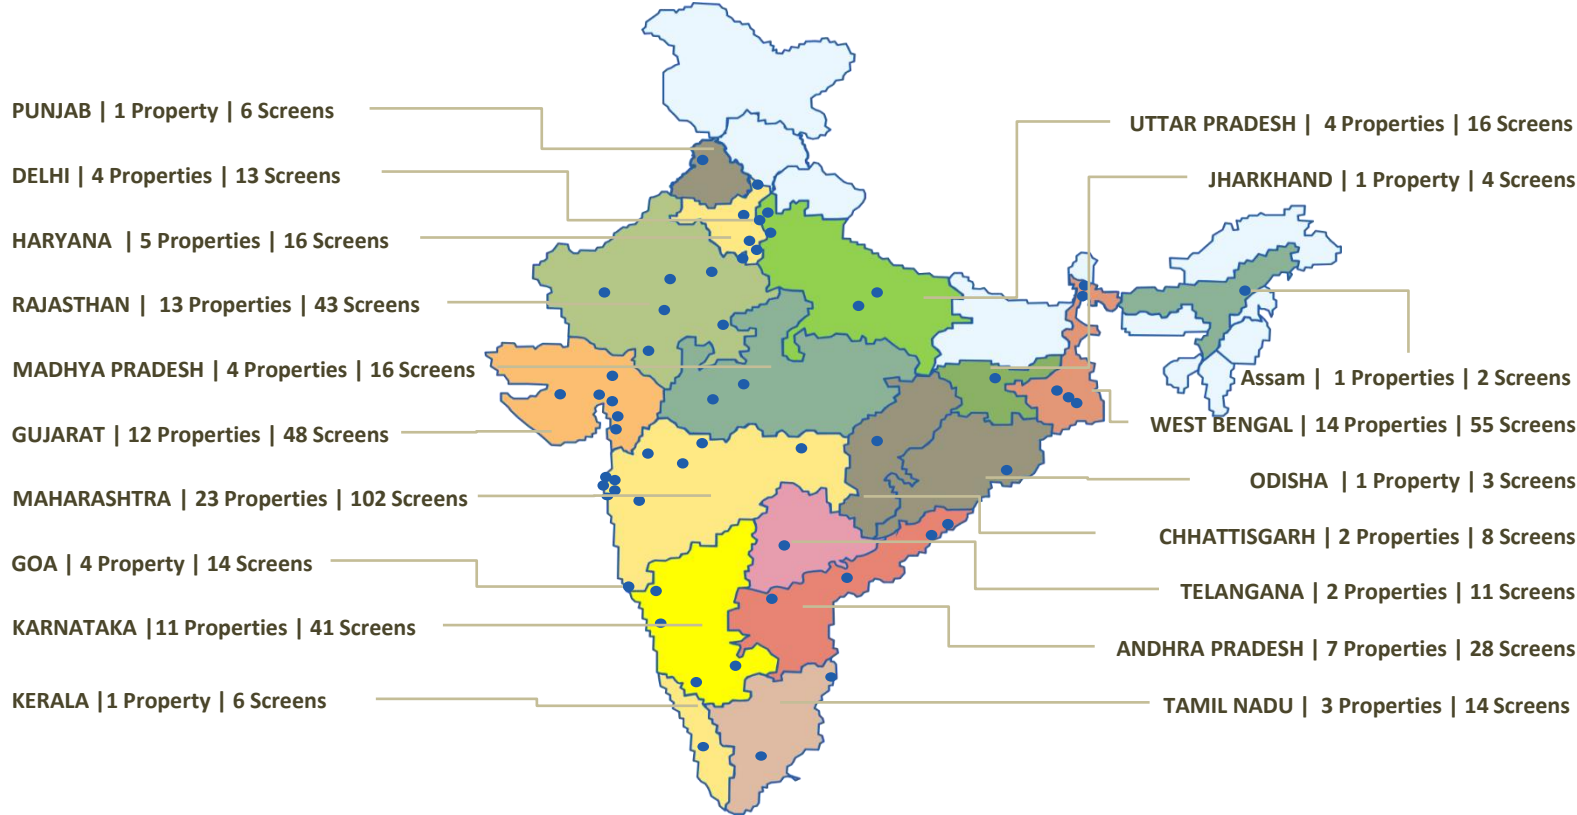 PUNJAB | 1 Property | 6 Screens
DELHI | 4 Properties | 13 Screens
HARYANA | 5 Properties | 16 Screens
RAJASTHAN | 13 Properties | 43 Screens
MADHYA PRADESH | 4 Properties | 16 Screens
GUJARAT | 12 Properties | 48 Screens
MAHARASHTRA | 23 Properties | 102 Screens
GOA | 4 Property | 14 Screens
KARNATAKA |11 Properties | 41 Screens
KERALA |1 Property | 6 Screens
UTTAR PRADESH | 4 Properties | 16 Screens
JHARKHAND | 1 Property | 4 Screens
Assam | 1 Properties | 2 Screens
WEST BENGAL | 14 Properties | 55 Screens
ODISHA | 1 Property | 3 Screens
CHHATTISGARH | 2 Properties | 8 Screens
TELANGANA | 2 Properties | 11 Screens
ANDHRA PRADESH | 7 Properties | 28 Screens
TAMIL NADU | 3 Properties | 14 Screens